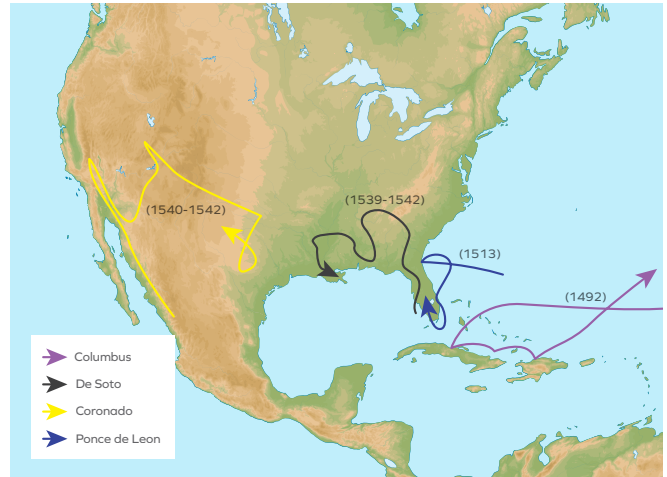 (1539-1542)
(1540-1542)
(1513)
(1492)
Columbus
De Soto
Coronado
Ponce de Leon